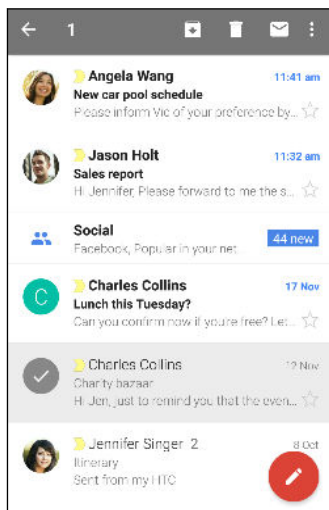 1
Angela Wang 11:41 am
New car pool schedule
Please inform Vic of your preference by...
Jason Holt 11:32 am
Sales report
Hi Jennifer, Please forward to me the s...
Social
Facebook, Popular in your net 44 new
C
Charles Collins 17 Nov
Lunch this Tuesday?
Can you confirm now if you're free? Let...
Charles Collins 12 Nov
Charity bazaar
Hi Jen, just to remind you that the even...
Jennifer Singer 2 8 Oct
Itinerary
Sent from my HTC